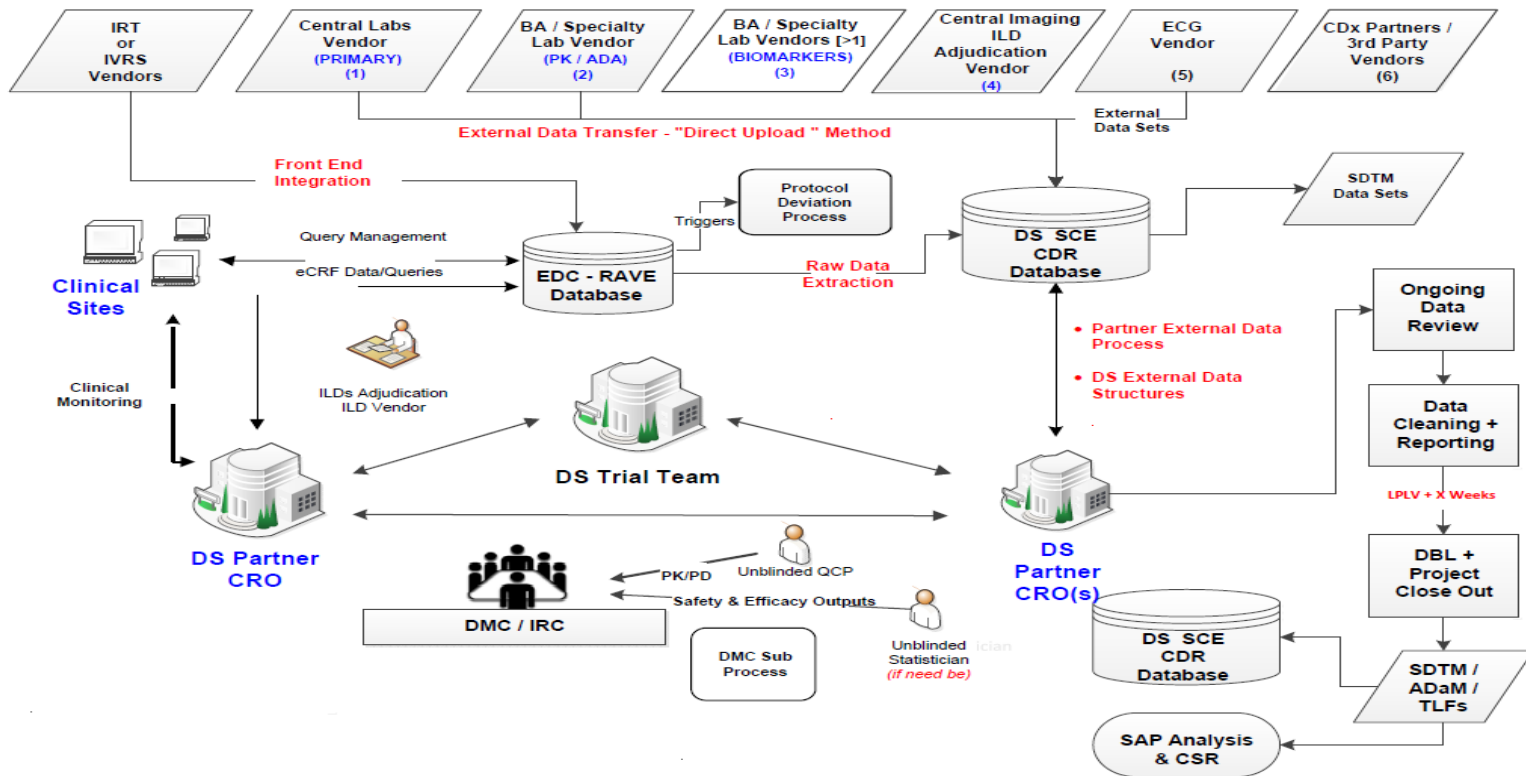 IRT
or
IVRS
Vendors
Central Labs
Vendor
(PRIMARY)
(1)
BA / Specialty
Lab Vendor
(PK / ADA)
(2)
BA / Specialty
Lab Vendors [>1]
(BIOMARKERS)
(3)
Central Imaging
ILD
Adjudication
Vendor
(4)
ECG
Vendor
(5)
CDx Partners /
3rd Party
Vendors
(6)
External Data Transfer - "Direct Upload " Method
External
Data Sets
Front End
Integration
Protocol
Deviation
Process
SDTM
Data Sets
Triggers
Query Management
eCRF Data/Queries
EDC - RAVE
Database
Raw Data
Extraction
DS SCE
CDR
Database
Clinical
Sites
Ongoing
Data
Review
• Partner External Data
Process
• DS External Data
Structures
Clinical
Monitoring
ILDs Adjudication
ILD Vendor
Data
Cleaning +
Reporting
DS Trial Team
LPLV + X Weeks
DS Partner
CRO
DS
Partner
CRO(s)
DBL +
Project
Close Out
PK/PD
Unblinded QCP
Safety & Efficacy Outputs
DMC / IRC
DMC Sub
Process
Unblinded ician
Statistician
(if need be)
DS SCE
CDR
Database
SDTM /
ADaM /
TLFs
SAP Analysis
& CSR